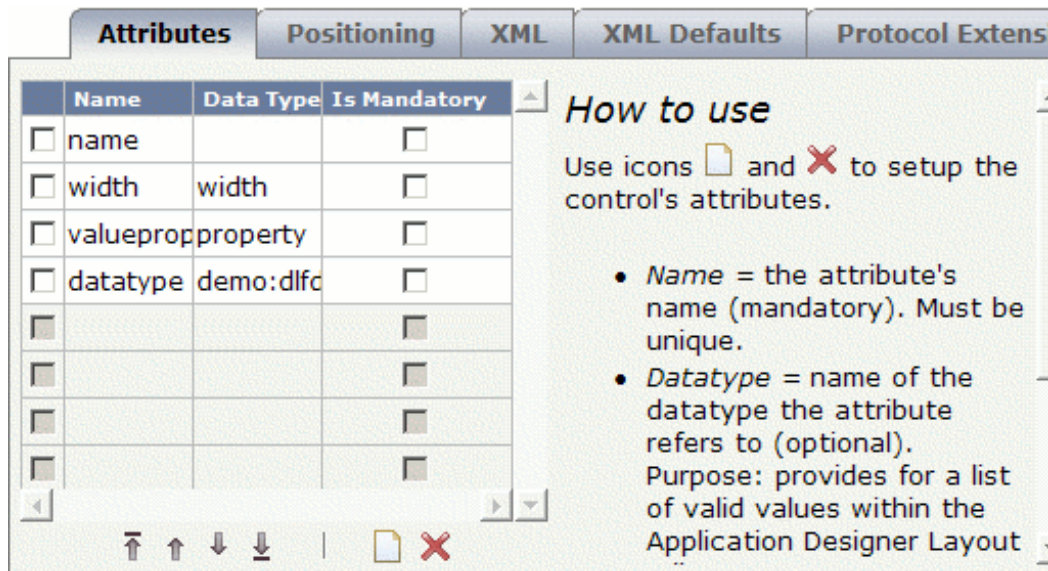 Attributes Positioning XML XML Defaults Protocol Extens
Name Data Type Is Mandatory
name
width width
valueprop property
datatype demo:dlfd
How to use
Use icons and to setup the
control's attributes.
• Name = the attribute's
name (mandatory). Must be
unique.
• Datatype = name of the
datatype the attribute
refers to (optional).
Purpose: provides for a list
of valid values within the
Application Designer Layout